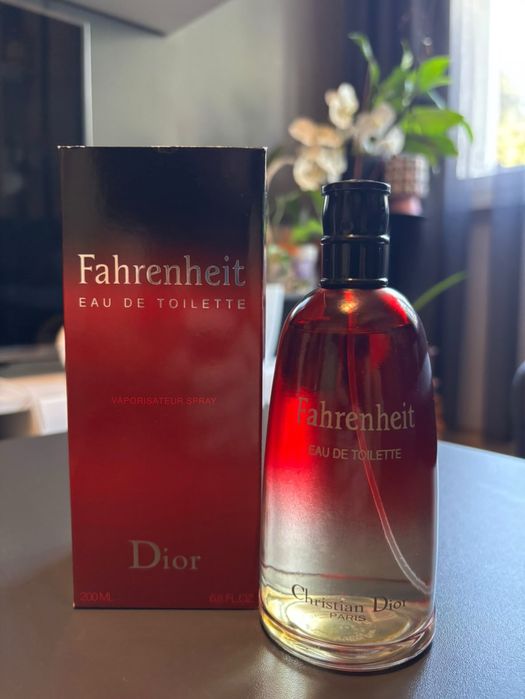 Fahrenheit
EAU DE TOILETTE
VAPORISATEUR.SPRAY
Dior
200 ML 6.8 FL.OZ
Fahrenheit
EAU DE TOILETTE
Christian Dior
PARIS